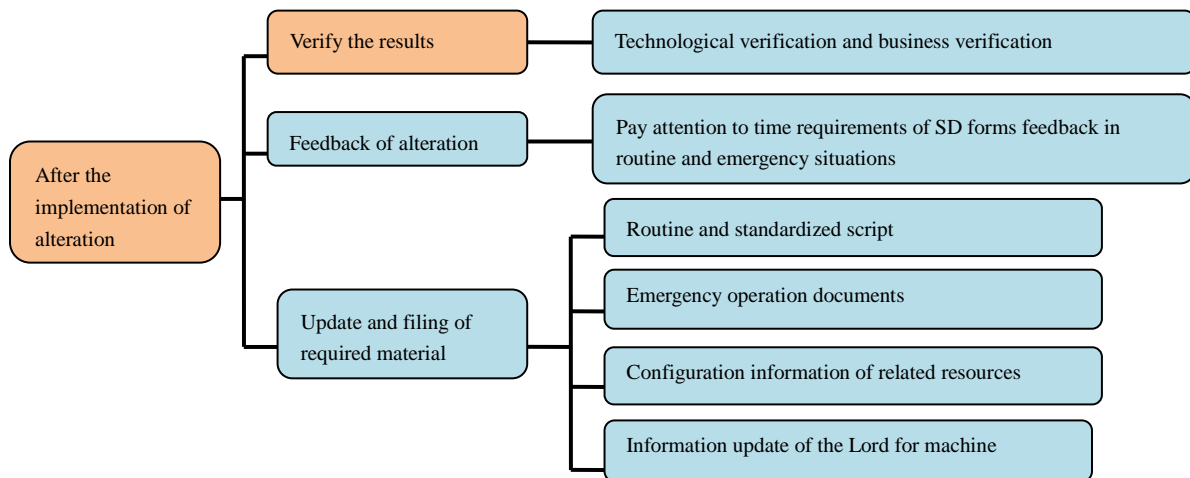 Verify the results
Technological verification and business verification
Feedback of alteration
Pay attention to time requirements of SD forms feedback in
routine and emergency situations
After the
implementation of
alteration
Routine and standardized script
Emergency operation documents
Update and filing of
required material
Configuration information of related resources
Information update of the Lord for machine